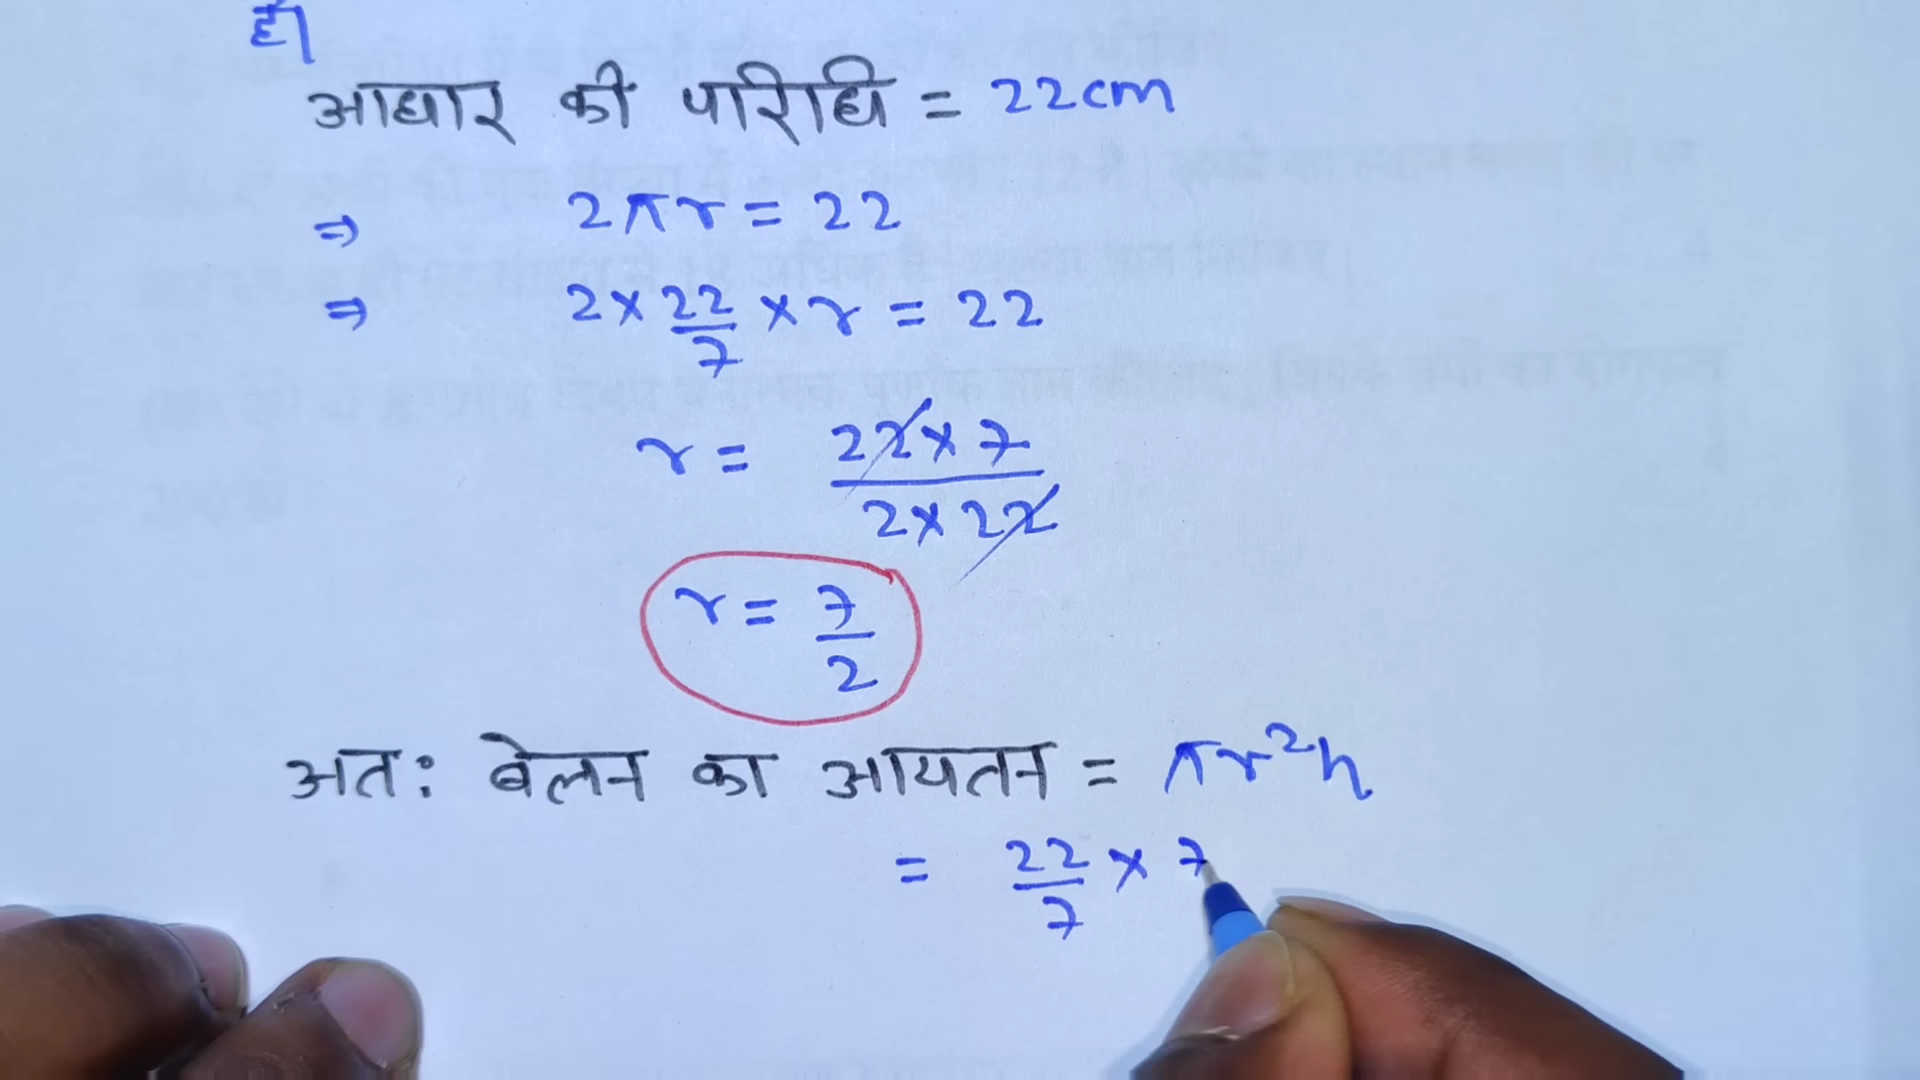 है।
आधार की परिधि = 22cm
⇒ 2πr = 22
⇒ 2 × 22/7 × r = 22
r = 22 × 7 / 2 × 22
r = 7/2
अतः बेलन का आयतन = πr²h
= 22/7 × 7